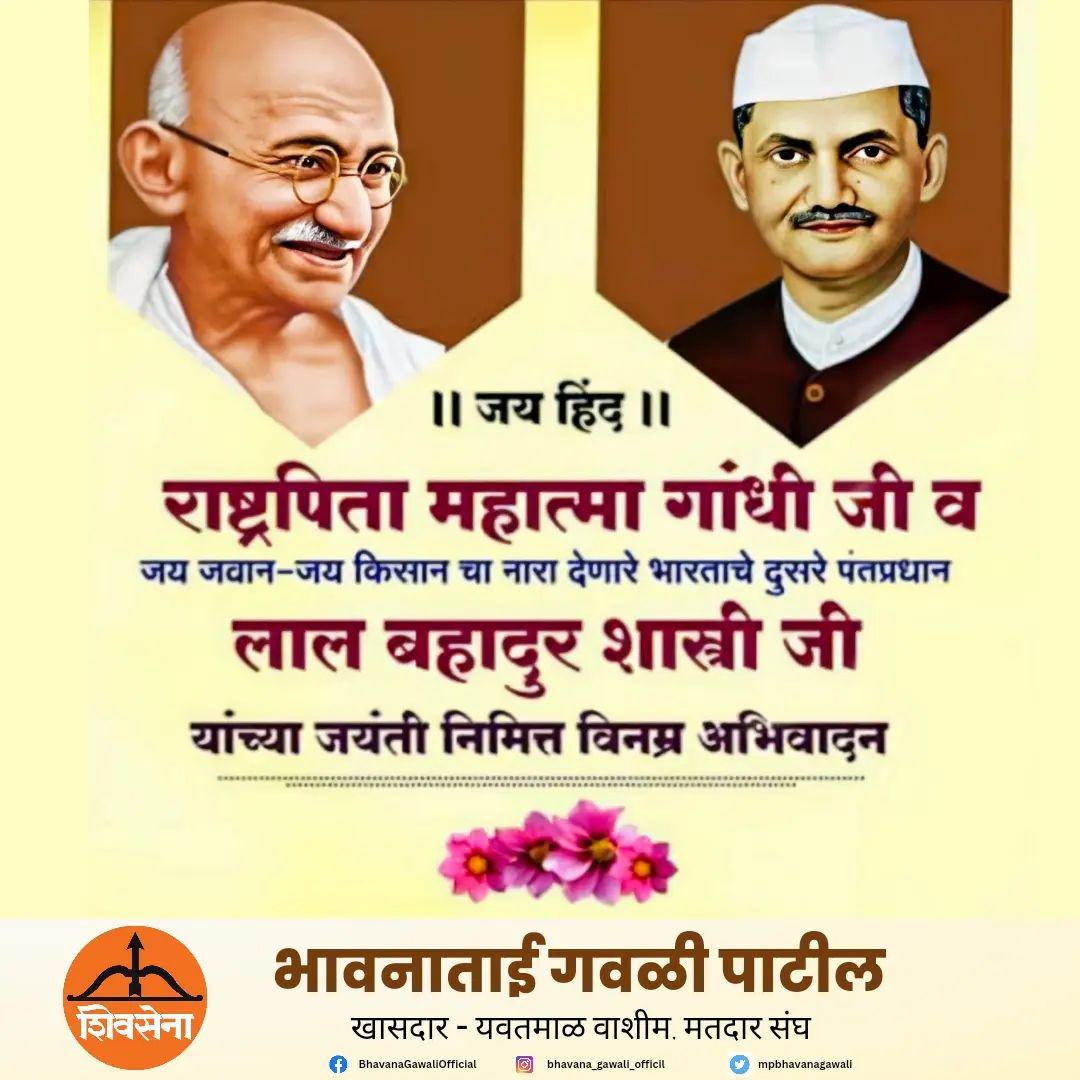 || जय हिंद ||
राष्ट्रपिता महात्मा गांधी जी व
जय जवान-जय किसान चा नारा देणारे भारताचे दुसरे पंतप्रधान
लाल बहादुर शास्त्री जी
यांच्या जयंती निमित्त विनम्र अभिवादन
शिवसेना
भावनाताई गवळी पाटील
खासदार - यवतमाळ वाशीम. मतदार संघ
BhavanaGawaliOfficial bhavana_gawali_officil mpbhavanagawali